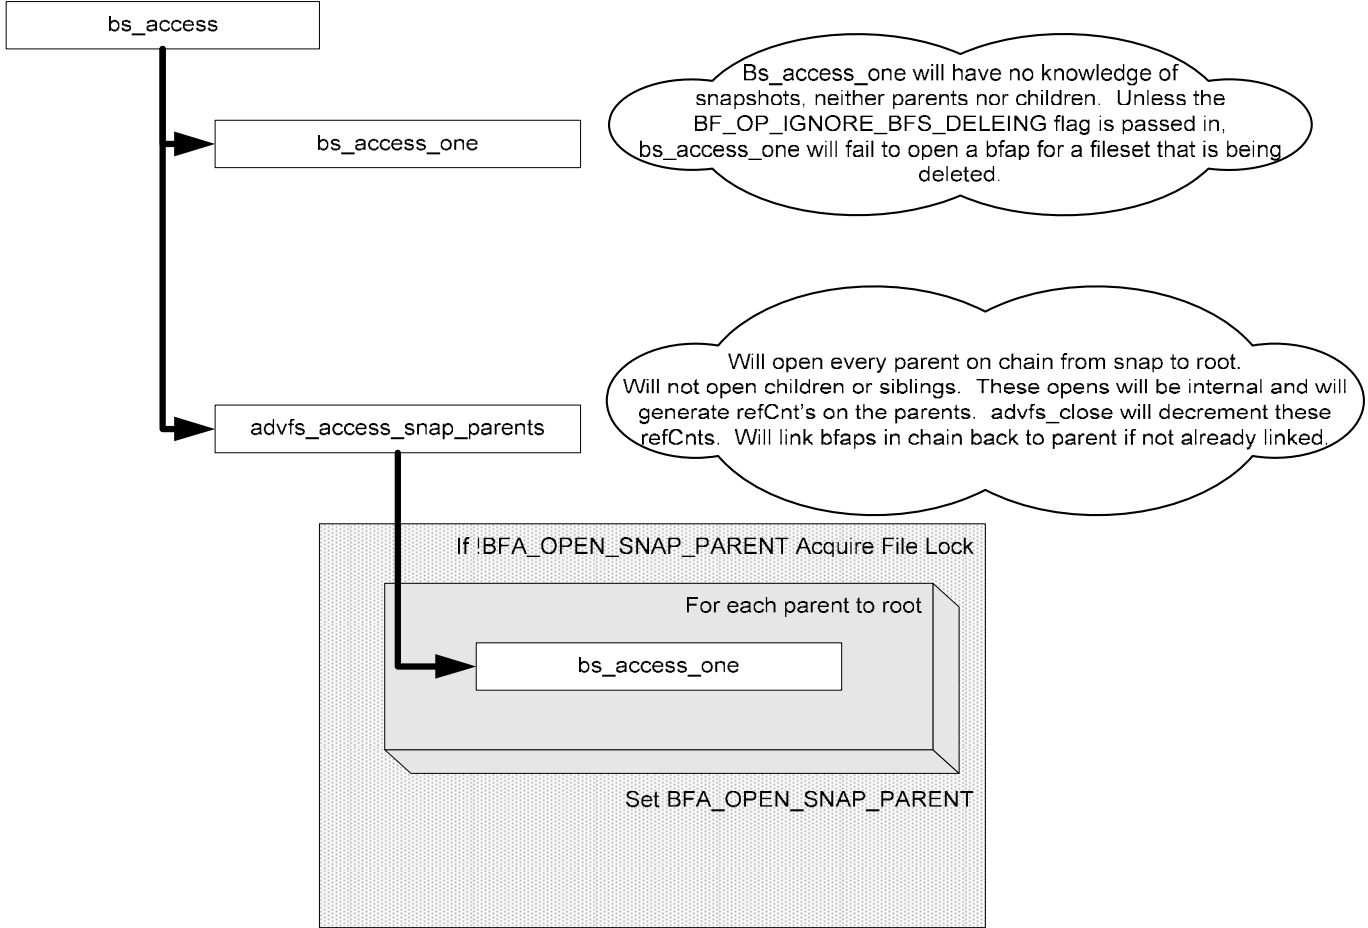 bs_access
Bs_access_one will have no knowledge of
snapshots, neither parents nor children.  Unless the
BF_OP_IGNORE_BFS_DELEING flag is passed in,
bs_access_one will fail to open a bfap for a fileset that is being
deleted.
bs_access_one
Will open every parent on chain from snap to root.
Will not open children or siblings.  These opens will be internal and will
generate refCnt's on the parents.  advfs_close will decrement these
refCnts.  Will link bfaps in chain back to parent if not already linked.
advfs_access_snap_parents
If !BFA_OPEN_SNAP_PARENT Acquire File Lock
For each parent to root
bs_access_one
Set BFA_OPEN_SNAP_PARENT